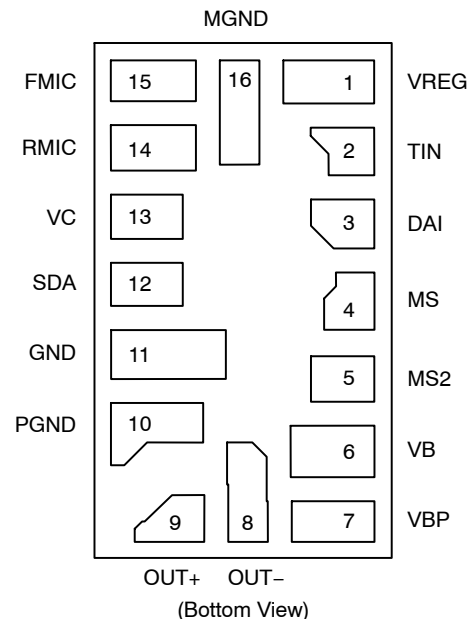 MGND
FMIC 15 16 1 VREG
RMIC 14 2 TIN
VC 13 3 DAI
SDA 12 4 MS
GND 11 5 MS2
PGND 10 6 VB
9 8 7 VBP
OUT+ OUT−
(Bottom View)